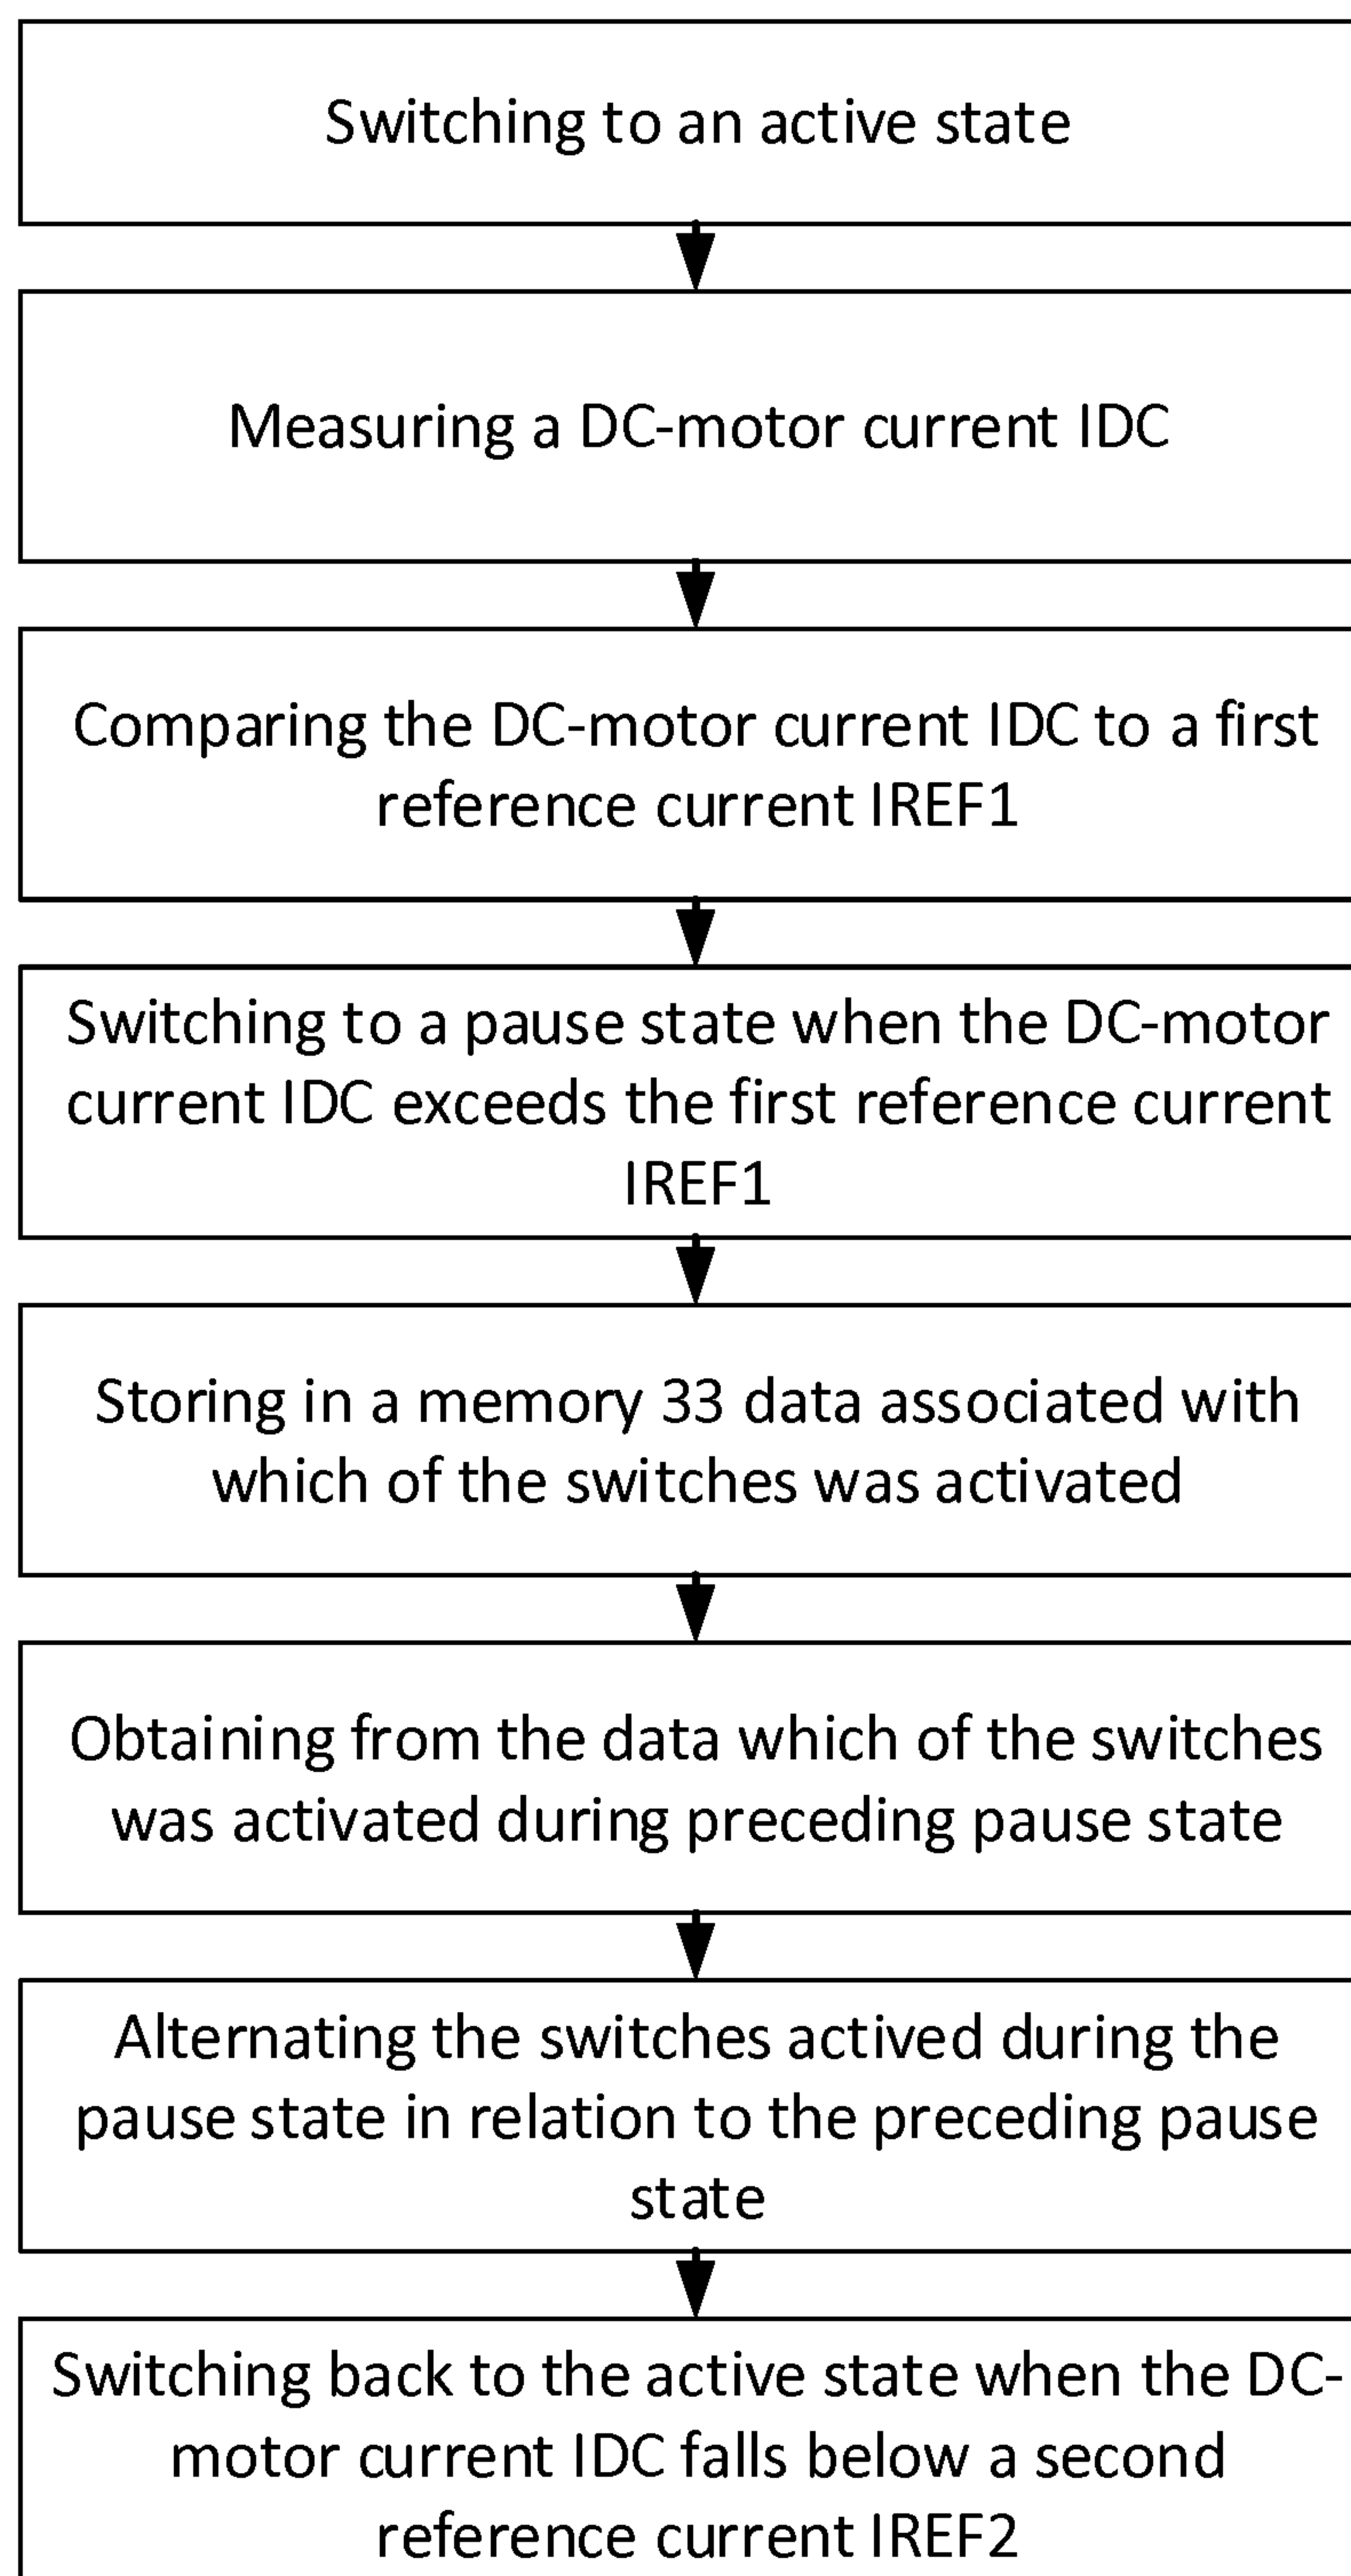 Switching to an active state
Measuring a DC-motor current IDC
Comparing the DC-motor current IDC to a first
reference current IREF1
Switching to a pause state when the DC-motor
current IDC exceeds the first reference current
IREF1
Storing in a memory 33 data associated with
which of the switches was activated
Obtaining from the data which of the switches
was activated during preceding pause state
Alternating the switches actived during the
pause state in relation to the preceding pause
state
Switching back to the active state when the DC-
motor current IDC falls below a second
reference current IREF2